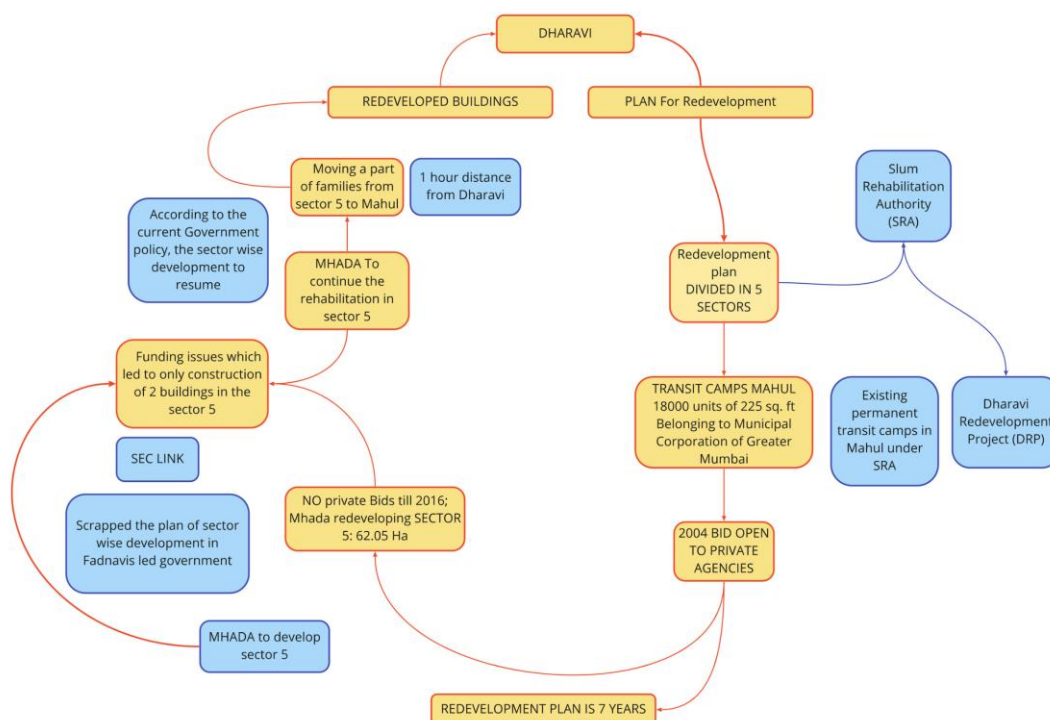 DHARAVI
REDEVELOPED BUILDINGS
PLAN For Redevelopment
Moving a part
of families from
sector 5 to Mahul
1 hour distance
from Dharavi
Slum
Rehabilitation
Authority
(SRA)
According to the
current Government
policy, the sector wise
development to
resume
MHADA To
continue the
rehabilitation in
sector 5
Redevelopment
plan
DIVIDED IN 5
SECTORS
Funding issues which
led to only construction
of 2 buildings in the
sector 5
TRANSIT CAMPS MAHUL
18000 units of 225 sq. ft
Belonging to Municipal
Corporation of Greater
Mumbai
Existing
permanent
transit camps in
Mahul under
SRA
Dharavi
Redevelopment
Project (DRP)
SEC LINK
Scrapped the plan of sector
wise development in
Fadnavis led government
NO private Bids till 2016;
Mhada redeveloping SECTOR
5: 62.05 Ha
2004 BID OPEN
TO PRIVATE
AGENCIES
MHADA to develop
sector 5
REDEVELOPMENT PLAN IS 7 YEARS